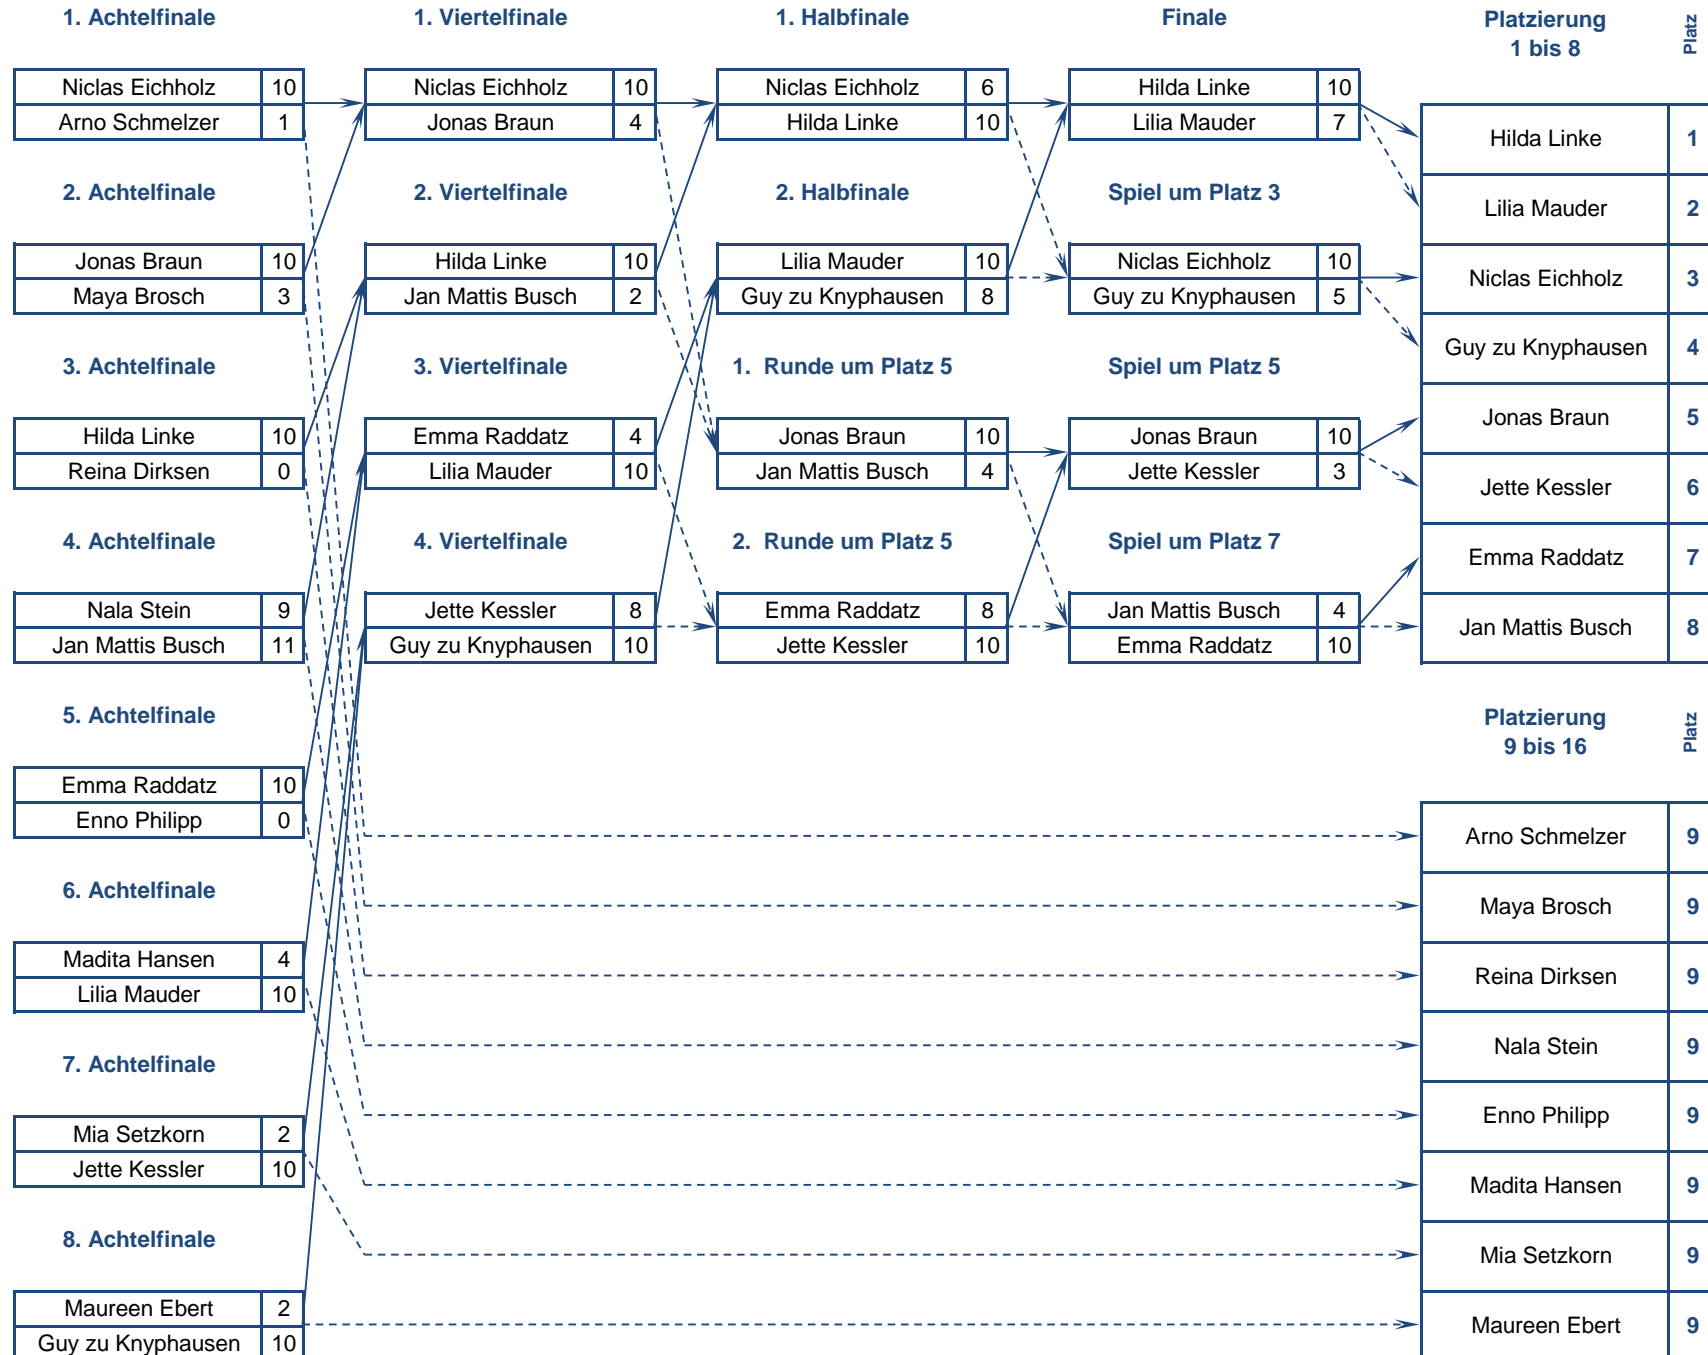 1. Achtelfinale 1. Viertelfinale 1. Halbfinale Finale Platzierung Platz
1 bis 8
Niclas Eichholz 10 Niclas Eichholz 10 Niclas Eichholz 6 Hilda Linke 10
Arno Schmelzer 1 Jonas Braun 4 Hilda Linke 10 Lilia Mauder 7
Hilda Linke 1
2. Achtelfinale 2. Viertelfinale 2. Halbfinale Spiel um Platz 3
Lilia Mauder 2
Jonas Braun 10 Hilda Linke 10 Lilia Mauder 10 Niclas Eichholz 10
Niclas Eichholz 3
Maya Brosch 3 Jan Mattis Busch 2 Guy zu Knyphausen 8 Guy zu Knyphausen 5
Guy zu Knyphausen 4
3. Achtelfinale 3. Viertelfinale 1. Runde um Platz 5 Spiel um Platz 5
Jonas Braun 5
Hilda Linke 10 Emma Raddatz 4 Jonas Braun 10 Jonas Braun 10
Reina Dirksen 0 Lilia Mauder 10 Jan Mattis Busch 4 Jette Kessler 3
Jette Kessler 6
4. Achtelfinale 4. Viertelfinale 2. Runde um Platz 5 Spiel um Platz 7
Emma Raddatz 7
Nala Stein 9 Jette Kessler 8 Emma Raddatz 8 Jan Mattis Busch 4
Jan Mattis Busch 8
Jan Mattis Busch 11 Guy zu Knyphausen 10 Jette Kessler 10 Emma Raddatz 10
5. Achtelfinale Platzierung Platz
9 bis 16
Emma Raddatz 10
Enno Philipp 0
Arno Schmelzer 9
6. Achtelfinale
Maya Brosch 9
Madita Hansen 4
Reina Dirksen 9
Lilia Mauder 10
Nala Stein 9
7. Achtelfinale
Enno Philipp 9
Mia Setzkorn 2
Jette Kessler 10
Madita Hansen 9
8. Achtelfinale
Mia Setzkorn 9
Maureen Ebert 2
Maureen Ebert 9
Guy zu Knyphausen 10